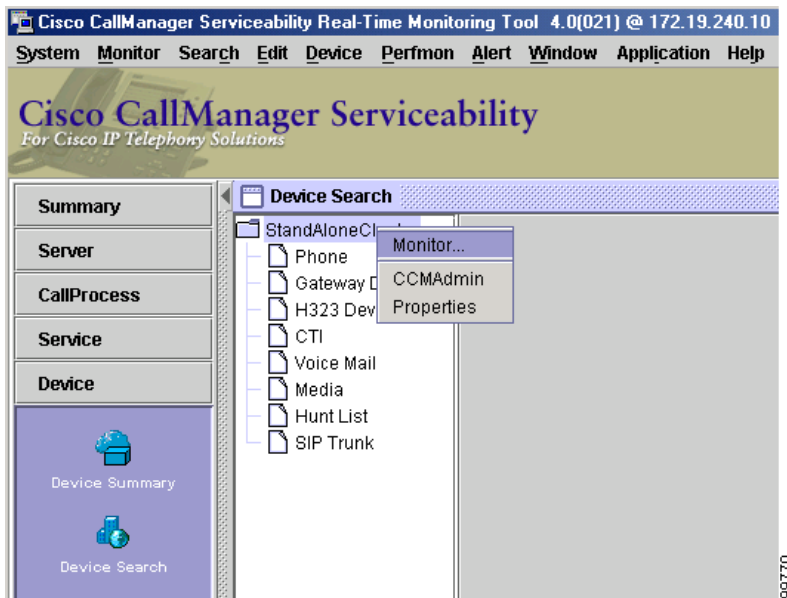 Cisco CallManager Serviceability Real-Time Monitoring Tool 4.0(021) @ 172.19.240.10
System Monitor Search Edit Device Perfmon Alert Window Application Help
Cisco CallManager Serviceability
For Cisco IP Telephony Solutions
Summary
Server
CallProcess
Service
Device
Device Summary
Device Search
Device Search
Phone
Gateway
CTI
Voice Mail
Media
Hunt List
SIP Trunk
Monitor...
CCMAdmin
Properties
99770